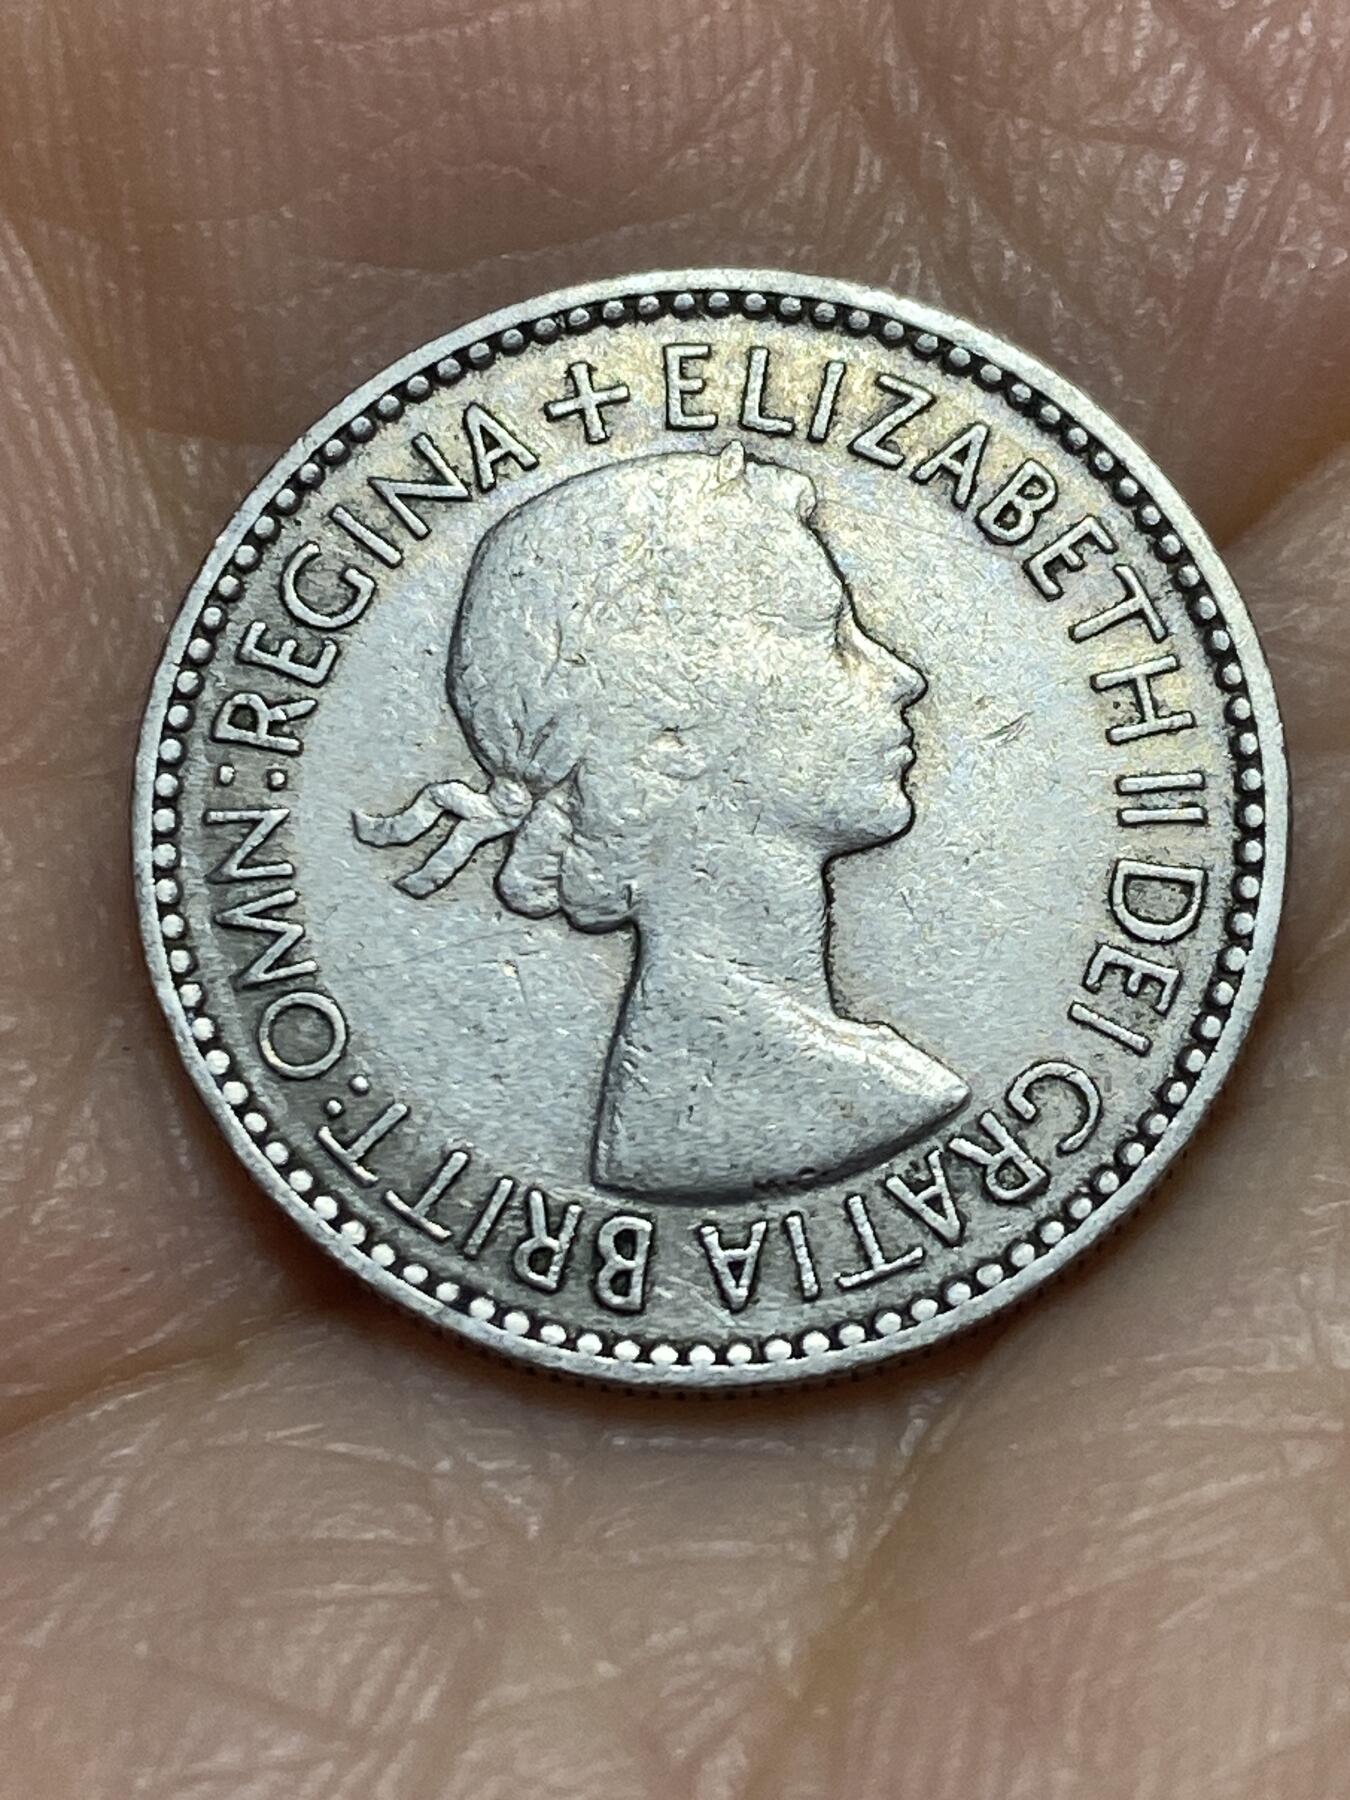 + ELIZABETH II DEI GRATIA BRITT: OMN: REGINA